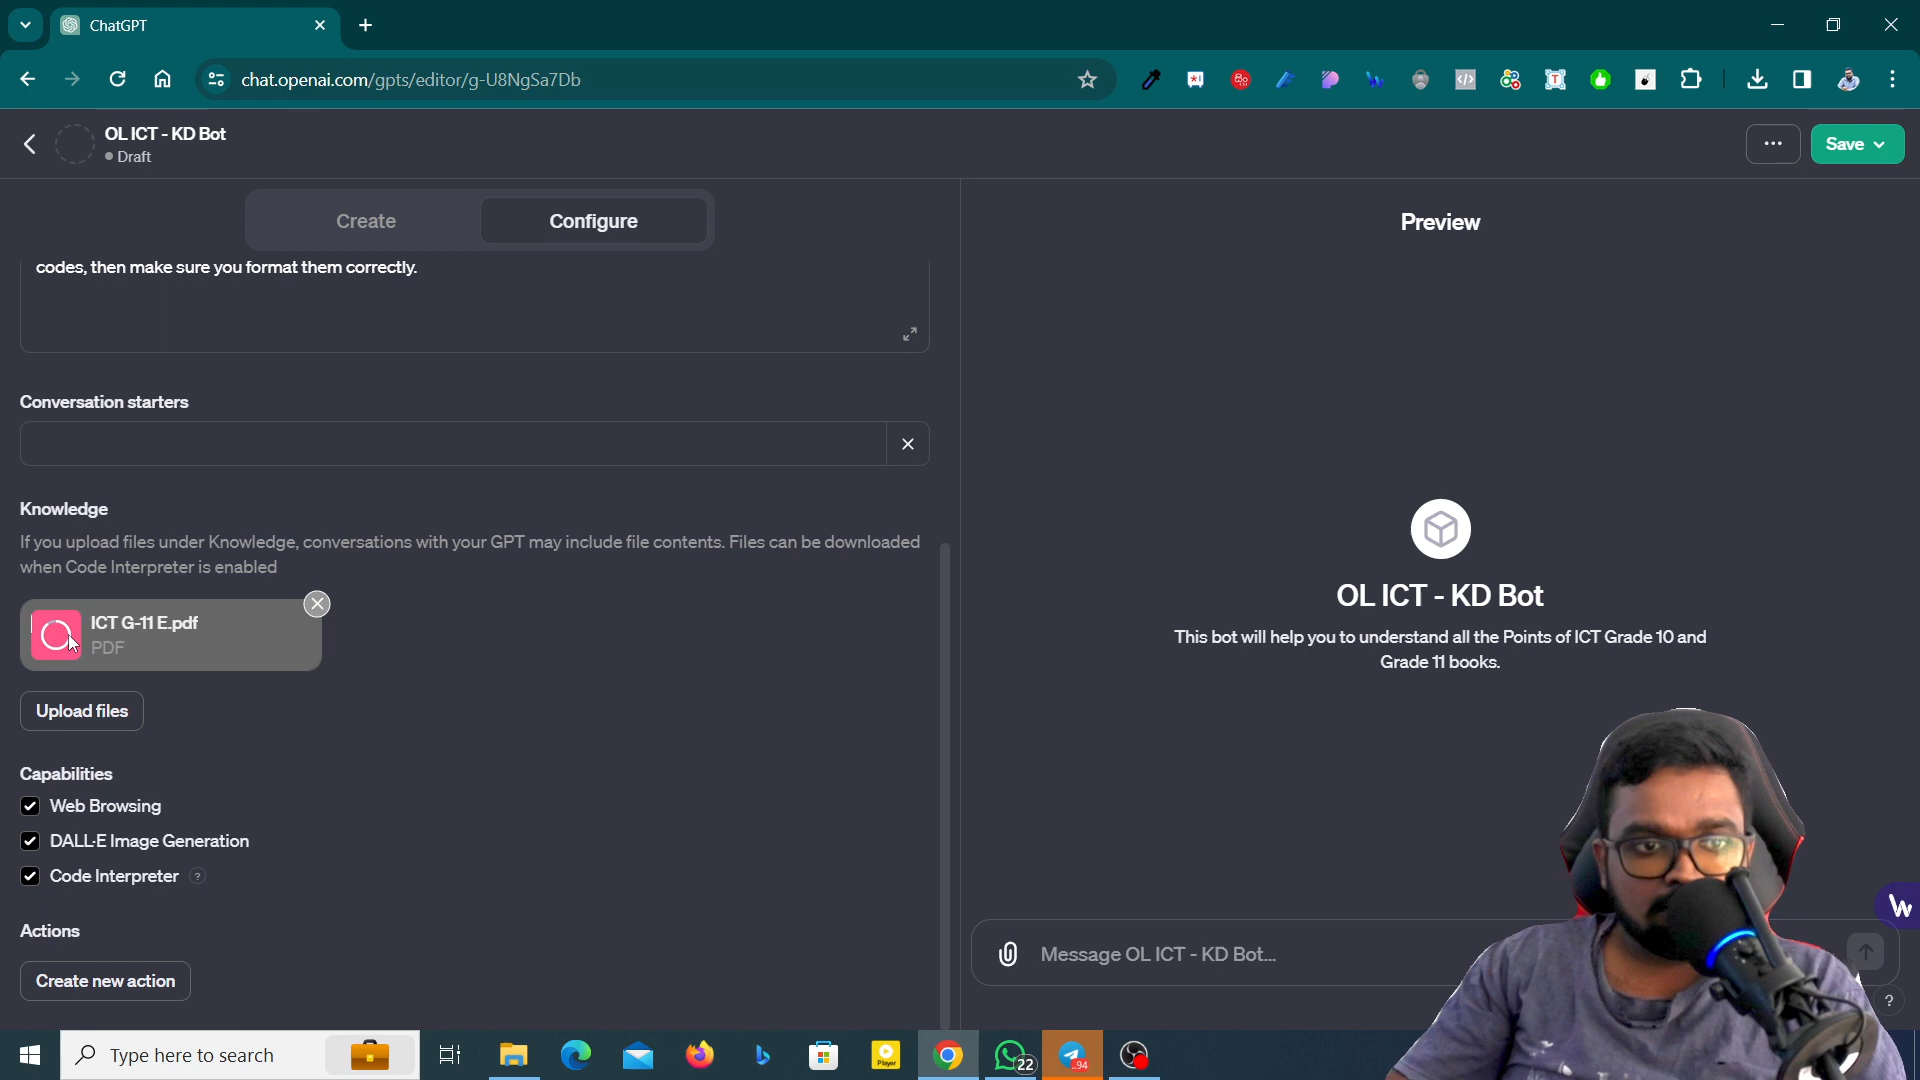 ChatGPT
chat.openai.com/gpts/editor/g-U8NgSa7Db
OL ICT - KD Bot
Draft
Save
Create
Configure
Preview
codes, then make sure you format them correctly.
Conversation starters
Knowledge
If you upload files under Knowledge, conversations with your GPT may include file contents. Files can be downloaded
when Code Interpreter is enabled
ICT G-11 E.pdf
PDF
Upload files
Capabilities
Web Browsing
DALL·E Image Generation
Code Interpreter
?
Actions
Create new action
OL ICT - KD Bot
This bot will help you to understand all the Points of ICT Grade 10 and
Grade 11 books.
Message OL ICT - KD Bot...
?
Type here to search
Player
22
94